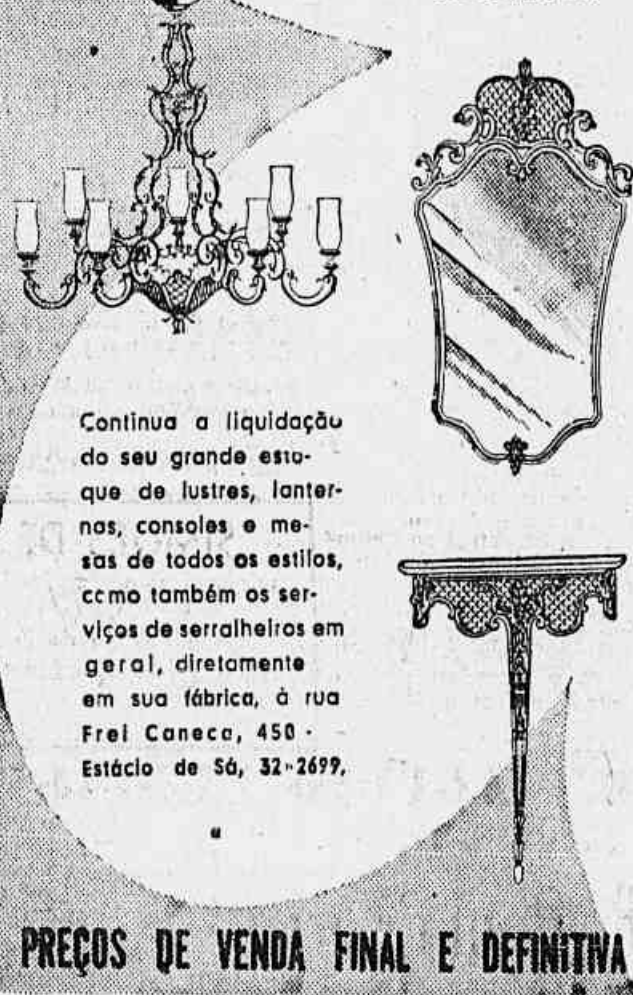 Continua a liquidação
do seu grande esto-
que de lustres, lanter-
nas, consoles e me-
sas de todos os estilos,
como também os ser-
viços de serralheiros em
geral, diretamente
em sua fábrica, à rua
Frei Caneca, 450 -
Estácio de Sá, 32-2699,
PREÇOS DE VENDA FINAL E DEFINITIVA